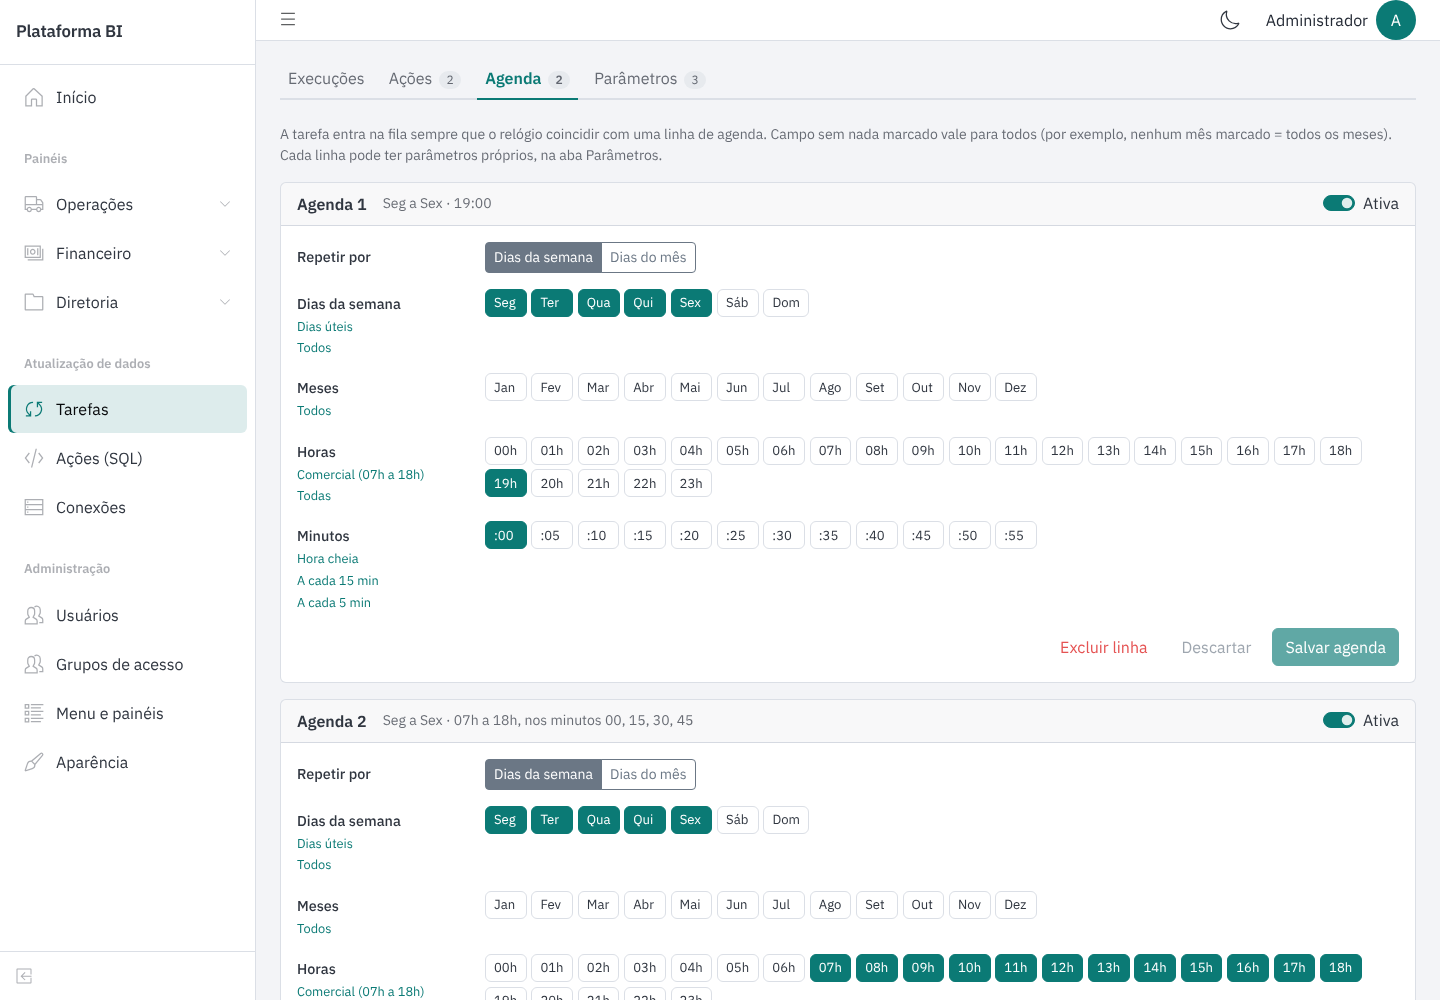 Plataforma BI
Administrador
A
Início
Painéis
Operações
Financeiro
Diretoria
Atualização de dados
Tarefas
Ações (SQL)
Conexões
Administração
Usuários
Grupos de acesso
Menu e painéis
Aparência
Execuções Ações 2 Agenda 2 Parâmetros 3
A tarefa entra na fila sempre que o relógio coincidir com uma linha de agenda. Campo sem nada marcado vale para todos (por exemplo, nenhum mês marcado = todos os meses).
Cada linha pode ter parâmetros próprios, na aba Parâmetros.
Agenda 1 Seg a Sex · 19:00 Ativa
Repetir por Dias da semana Dias do mês
Dias da semana Seg Ter Qua Qui Sex Sáb Dom
Dias úteis
Todos
Meses Jan Fev Mar Abr Mai Jun Jul Ago Set Out Nov Dez
Todos
Horas 00h 01h 02h 03h 04h 05h 06h 07h 08h 09h 10h 11h 12h 13h 14h 15h 16h 17h 18h
Comercial (07h a 18h)
19h 20h 21h 22h 23h
Todas
Minutos :00 :05 :10 :15 :20 :25 :30 :35 :40 :45 :50 :55
Hora cheia
A cada 15 min
A cada 5 min
Excluir linha Descartar Salvar agenda
Agenda 2 Seg a Sex · 07h a 18h, nos minutos 00, 15, 30, 45 Ativa
Repetir por Dias da semana Dias do mês
Dias da semana Seg Ter Qua Qui Sex Sáb Dom
Dias úteis
Todos
Meses Jan Fev Mar Abr Mai Jun Jul Ago Set Out Nov Dez
Todos
Horas 00h 01h 02h 03h 04h 05h 06h 07h 08h 09h 10h 11h 12h 13h 14h 15h 16h 17h 18h
Comercial (07h a 18h)
19h 20h 21h 22h 23h